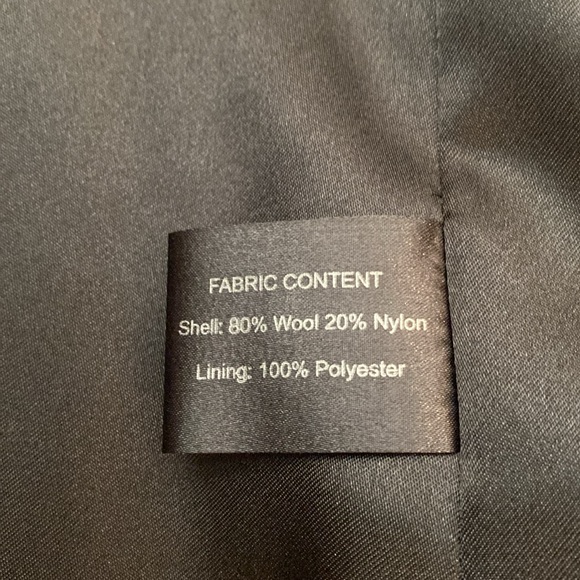 FABRIC CONTENT
Shell: 80% Wool 20% Nylon
Lining: 100% Polyester